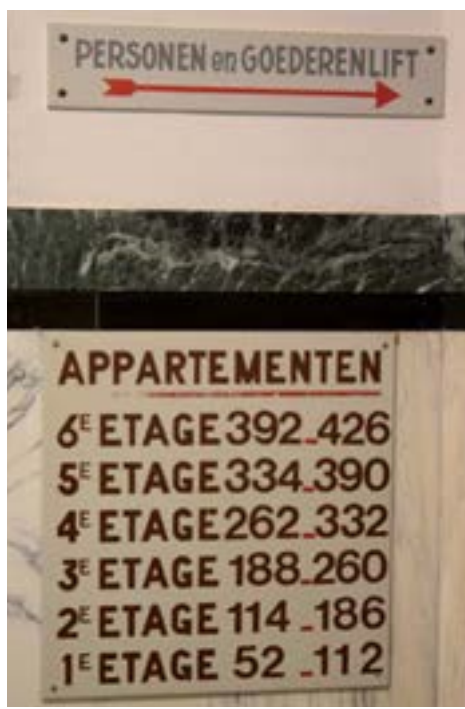 PERSONEN en GOEDERENLIFT
APPARTEMENTEN
6E ETAGE 392-426
5E ETAGE 334-390
4E ETAGE 262-332
3E ETAGE 188-260
2E ETAGE 114-186
1E ETAGE 52-112